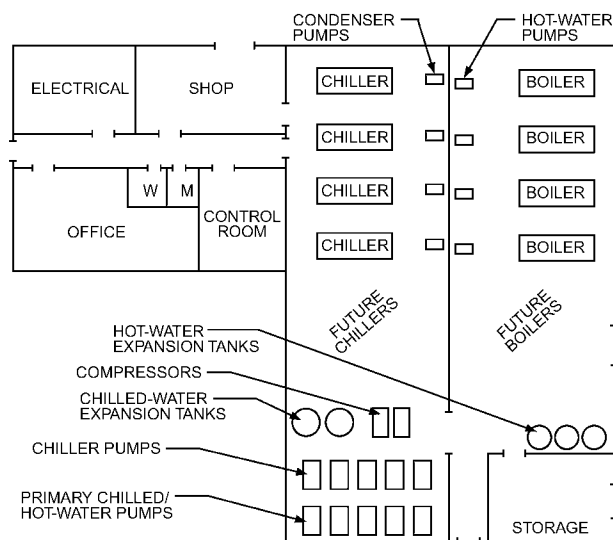 CONDENSER
PUMPS
HOT-WATER
PUMPS
ELECTRICAL
SHOP
CHILLER
BOILER
CHILLER
BOILER
W
M
CHILLER
BOILER
OFFICE
CONTROL
ROOM
CHILLER
BOILER
FUTURE
CHILLERS
FUTURE
BOILERS
HOT-WATER
EXPANSION TANKS
COMPRESSORS
CHILLED-WATER
EXPANSION TANKS
CHILLER PUMPS
PRIMARY CHILLED/
HOT-WATER PUMPS
STORAGE